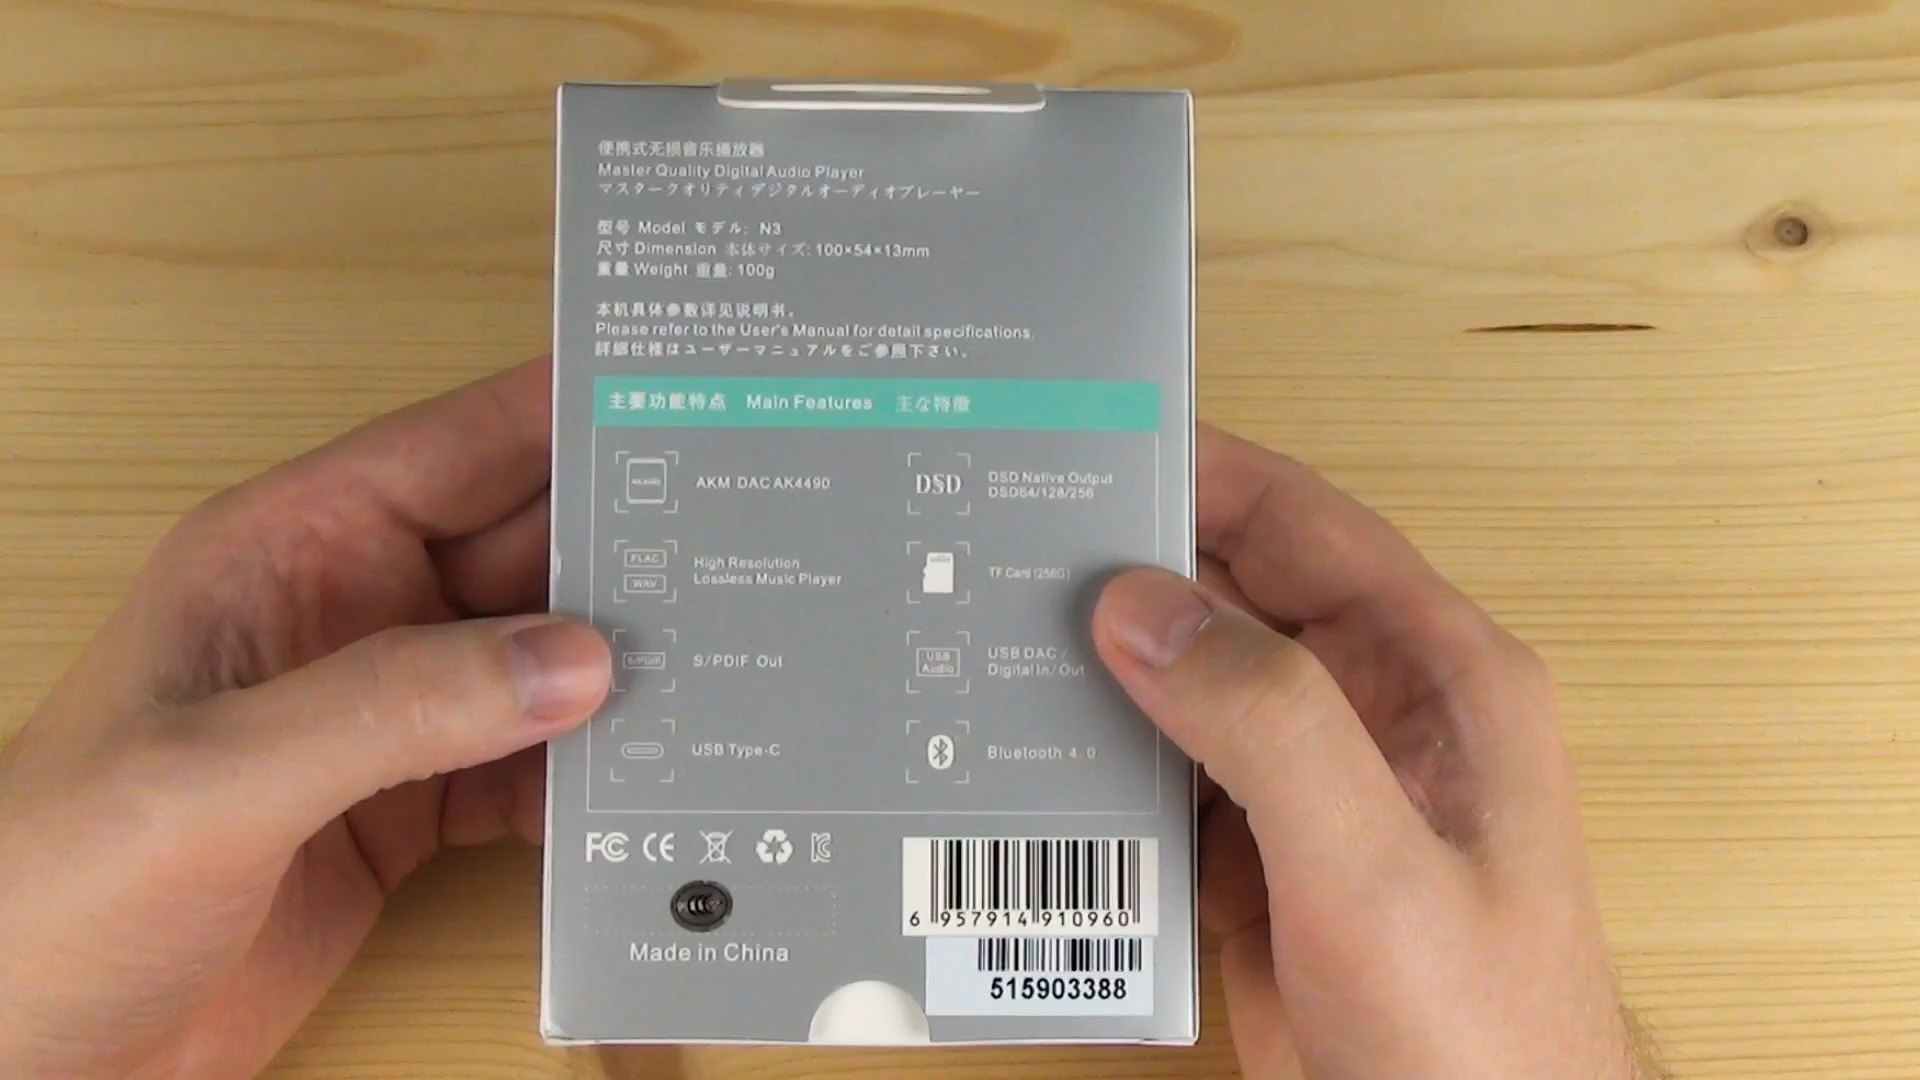 便携式无损音乐播放器
Master Quality Digital Audio Player
マスタークオリティデジタルオーディオプレーヤー
型号 Model モデル: N3
尺寸 Dimension 本体サイズ: 100×54×13mm
重量 Weight 重量: 100g
本机具体参数详见说明书。
Please refer to the User's Manual for detail specifications.
詳細仕様はユーザーマニュアルをご参照下さい。
主要功能特点 Main Features 主な特徴
AK4490
AKM DAC AK4490
DSD
DSD Native Output
DSD64/128/256
FLAC
WAV
High Resolution
Lossless Music Player
TF Card (256G)
S/PDIF
S/PDIF Out
USB
Audio
USB DAC /
Digital In/Out
USB Type-C
Bluetooth 4.0
FC CE
Made in China
6 957914 910960
515903388